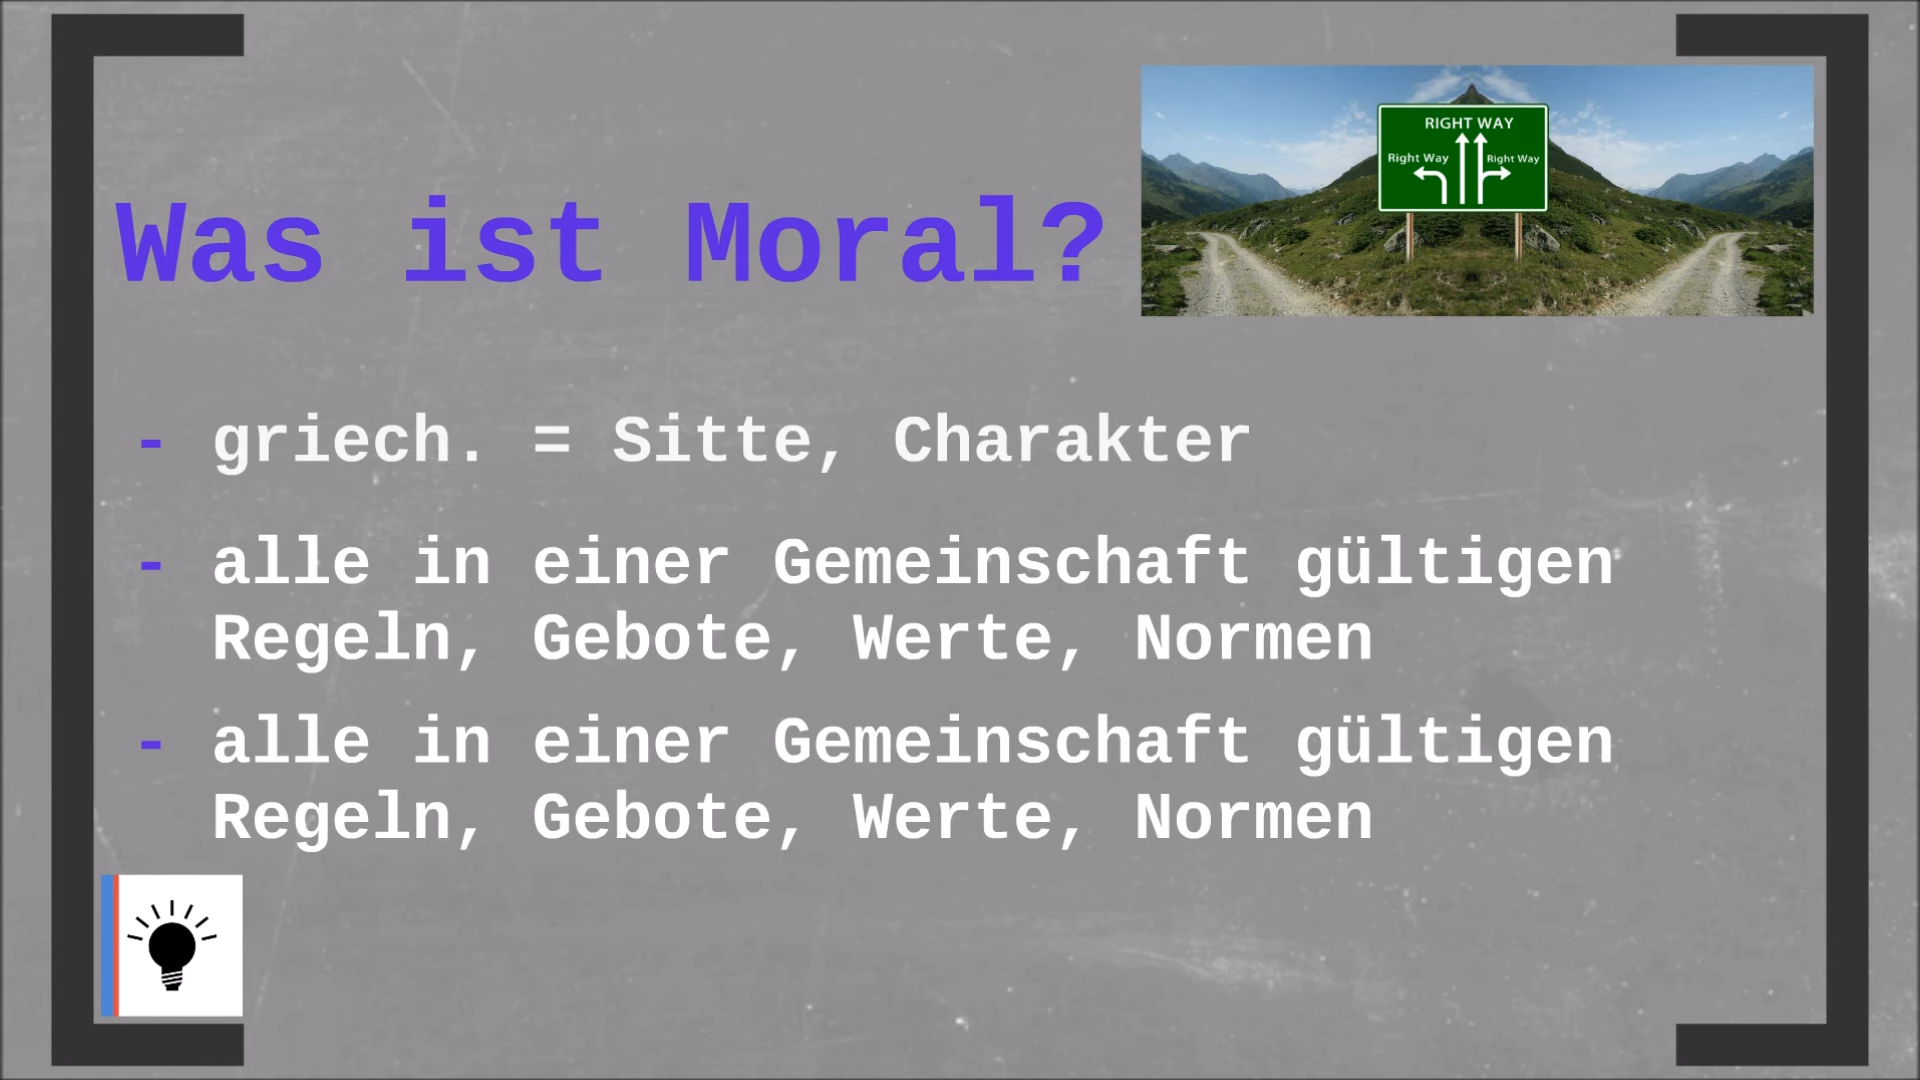 RIGHT WAY
Right Way
Right Way
Was ist Moral?
- griech. = Sitte, Charakter
- alle in einer Gemeinschaft gültigen
Regeln, Gebote, Werte, Normen
- alle in einer Gemeinschaft gültigen
Regeln, Gebote, Werte, Normen